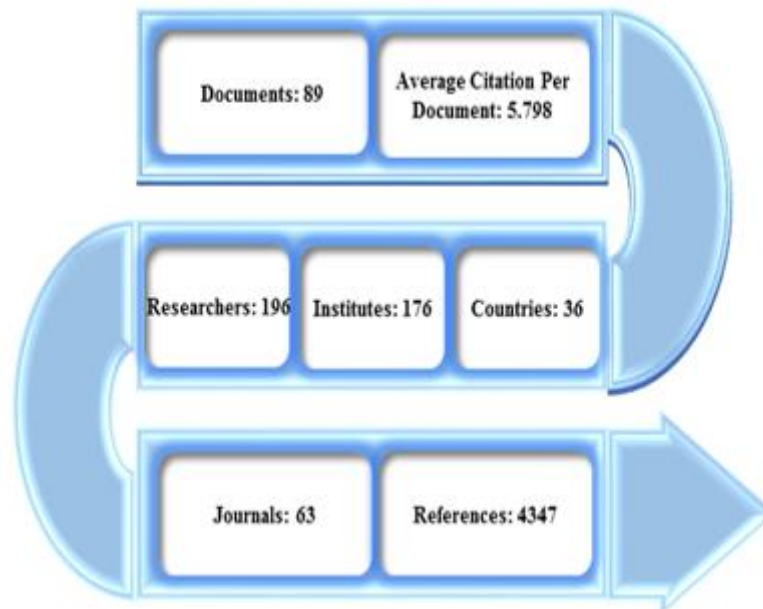 Documents: 89
Average Citation Per
Document: 5.798
Researchers: 196
Institutes: 176
Countries: 36
Journals: 63
References: 4347